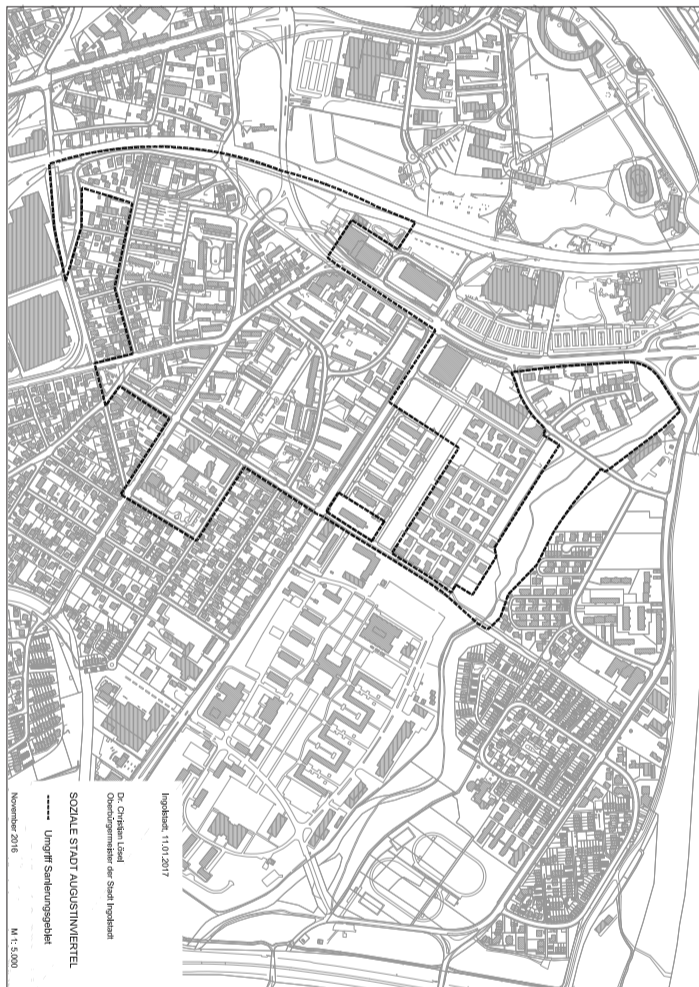 Ingolstadt, 11.01.2017
Dr. Christian Lösel
Oberbürgermeister der Stadt Ingolstadt
SOZIALE STADT AUGUSTINVIERTEL
Umgriff Sanierungsgebiet
November 2016 M 1: 5.000